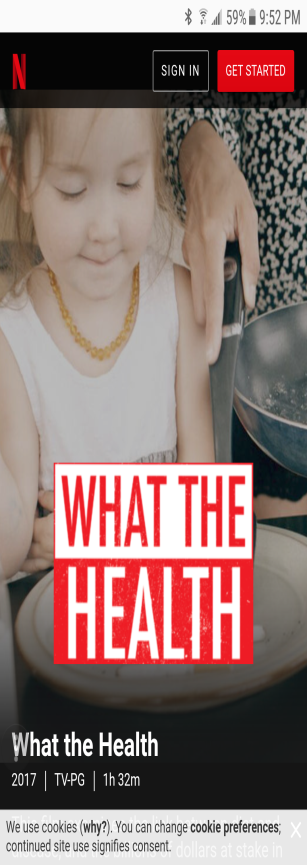 59% 9:52 PM
N
SIGN IN GET STARTED
WHAT THE
HEALTH
What the Health
2017 | TV-PG | 1h 32m
We use cookies (why?). You can change cookie preferences; X
continued site use signifies consent.